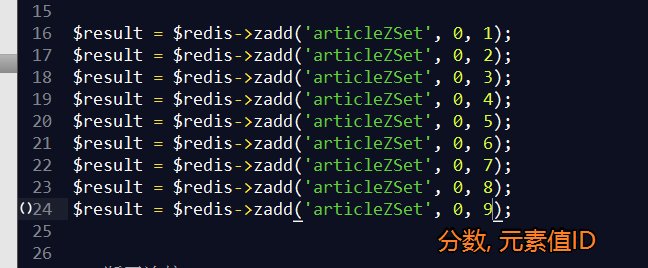 15
16 $result = $redis->zadd('articleZSet', 0, 1);
17 $result = $redis->zadd('articleZSet', 0, 2);
18 $result = $redis->zadd('articleZSet', 0, 3);
19 $result = $redis->zadd('articleZSet', 0, 4);
20 $result = $redis->zadd('articleZSet', 0, 5);
21 $result = $redis->zadd('articleZSet', 0, 6);
22 $result = $redis->zadd('articleZSet', 0, 7);
23 $result = $redis->zadd('articleZSet', 0, 8);
24 $result = $redis->zadd('articleZSet', 0, 9);
25
分数, 元素值ID
26